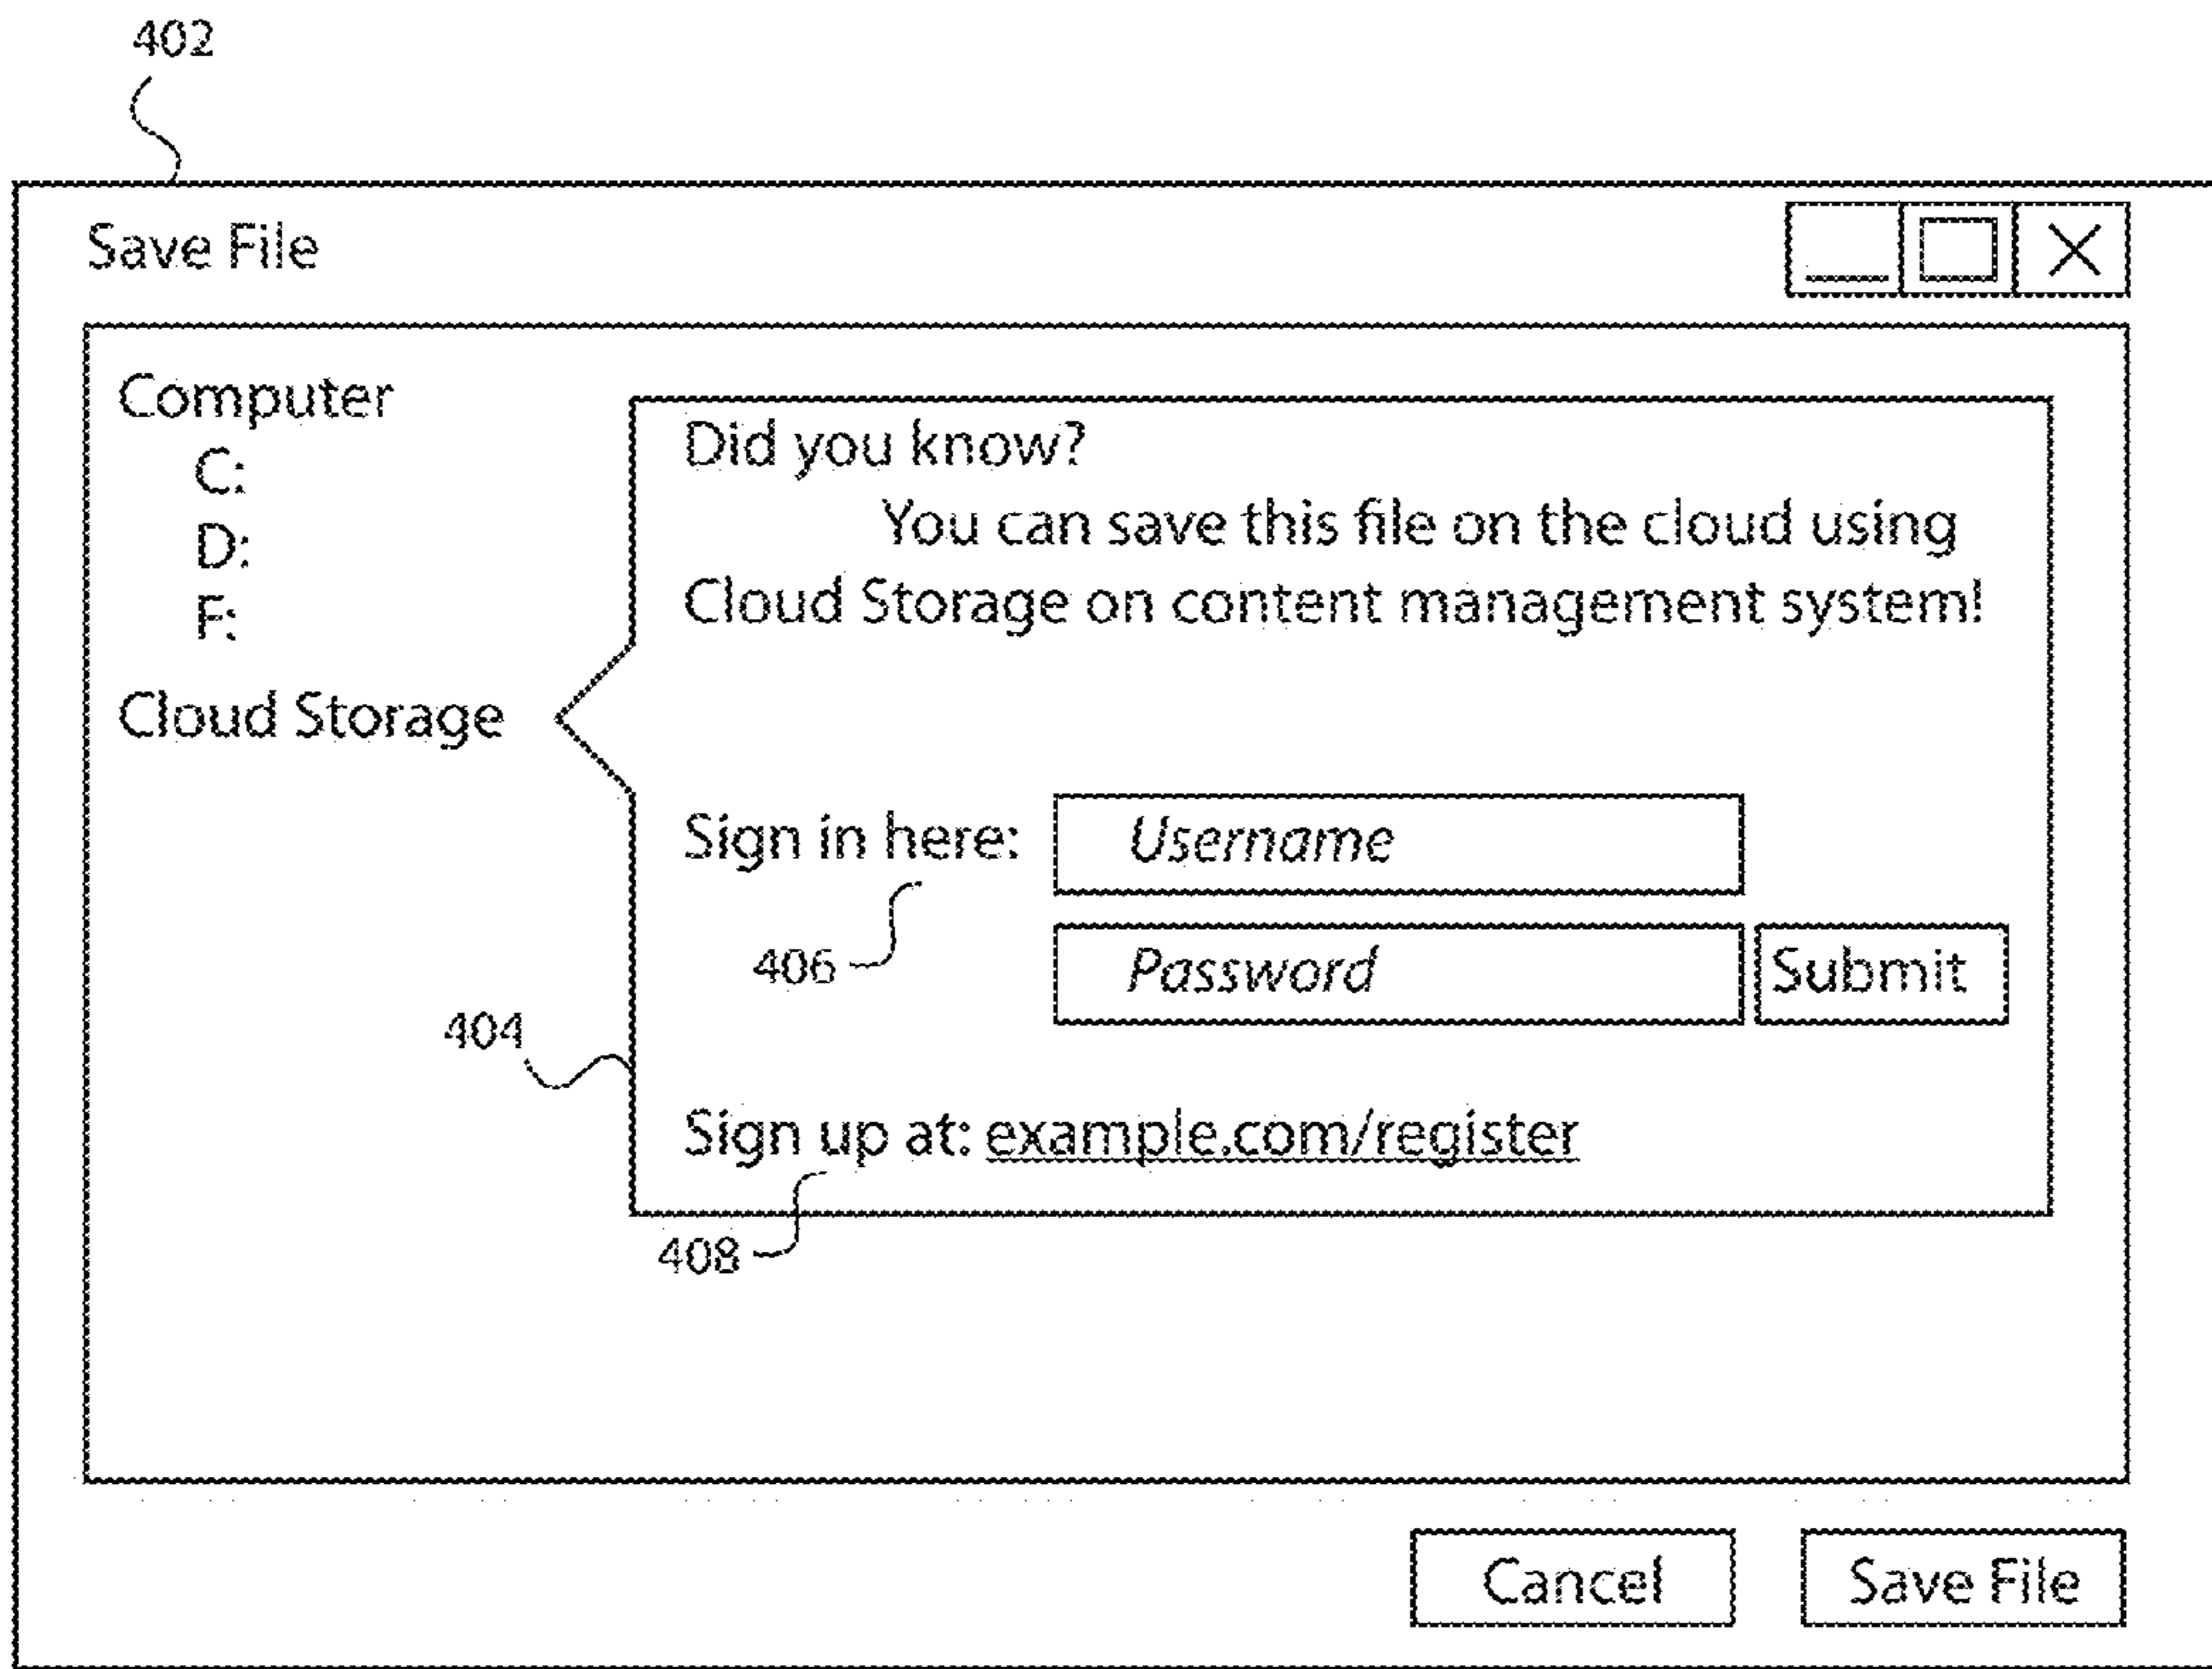 402
Save File
Computer
C:
D:
F:
Cloud Storage
Did you know?
You can save this file on the cloud using
Cloud Storage on content management system!
Sign in here:
Username
406
Password
Submit
404
Sign up at: example.com/register
408
Cancel
Save File